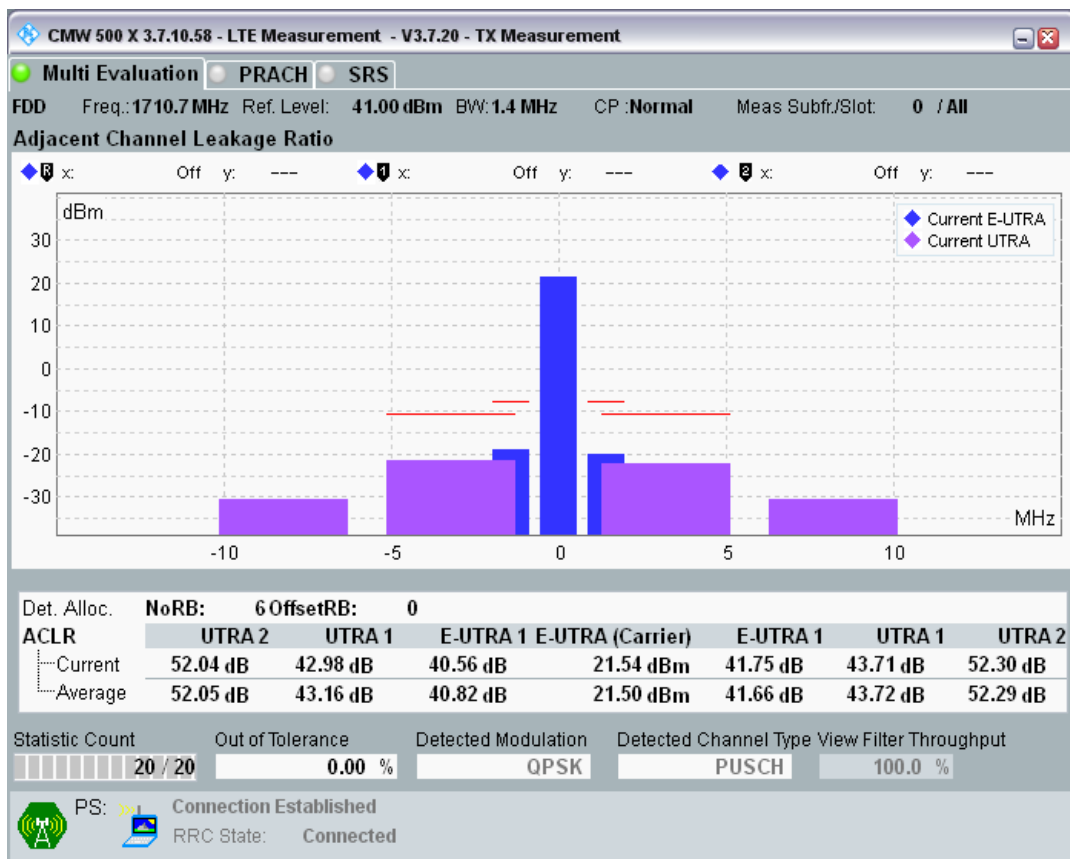 CMW 500 X 3.7.10.58 - LTE Measurement - V3.7.20 - TX Measurement
Multi Evaluation PRACH SRS
FDD Freq.:1710.7 MHz Ref. Level: 41.00 dBm BW:1.4 MHz CP :Normal Meas Subfr./Slot: 0 / All
Adjacent Channel Leakage Ratio
R x: Off y: --- 1 x: Off y: --- 2 x: Off y: ---
dBm
Current E-UTRA
Current UTRA
30
20
10
0
-10
-20
-30
MHz
-10 -5 0 5 10
Det. Alloc. NoRB: 6 OffsetRB: 0
ACLR UTRA 2 UTRA 1 E-UTRA 1 E-UTRA (Carrier) E-UTRA 1 UTRA 1 UTRA 2
Current 52.04 dB 42.98 dB 40.56 dB 21.54 dBm 41.75 dB 43.71 dB 52.30 dB
Average 52.05 dB 43.16 dB 40.82 dB 21.50 dBm 41.66 dB 43.72 dB 52.29 dB
Statistic Count Out of Tolerance Detected Modulation Detected Channel Type View Filter Throughput
20 / 20 0.00 % QPSK PUSCH 100.0 %
PS: Connection Established
RRC State: Connected